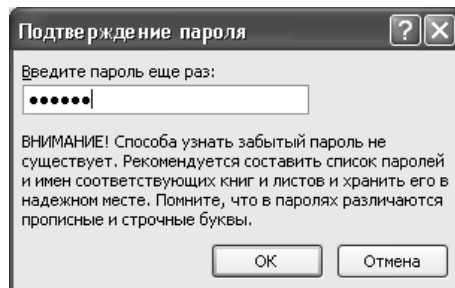 Подтверждение пароля
Введите пароль еще раз:
••••••
ВНИМАНИЕ! Способа узнать забытый пароль не
существует. Рекомендуется составить список паролей
и имен соответствующих книг и листов и хранить его в
надежном месте. Помните, что в паролях различаются
прописные и строчные буквы.
ОК
Отмена